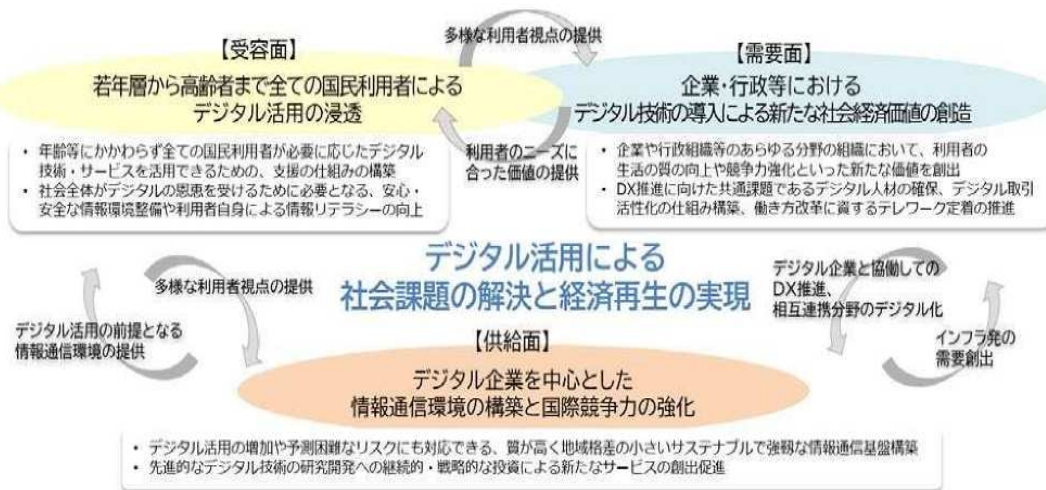 多様な利用者視点の提供
【受容面】
若年層から高齢者まで全ての国民利用者による
デジタル活用の浸透
・ 年齢等にかかわらず全ての国民利用者が必要に応じたデジタル
技術・サービスを活用できるための、支援の仕組みの構築
・ 社会全体がデジタルの恩恵を受けるために必要となる、安心・
安全な情報環境整備や利用者自身による情報リテラシーの向上
利用者のニーズに
合った価値の提供
【需要面】
企業・行政等における
デジタル技術の導入による新たな社会経済価値の創造
・ 企業や行政組織等のあらゆる分野の組織において、利用者の
生活の質の向上や競争力強化といった新たな価値を創出
・ DX推進に向けた共通課題であるデジタル人材の確保、デジタル取引
活性化の仕組み構築、働き方改革に資するテレワーク定着の推進
デジタル活用による
社会課題の解決と経済再生の実現
多様な利用者視点の提供
デジタル活用の前提となる
情報通信環境の提供
デジタル企業と協働しての
DX推進、
相互連携分野のデジタル化
インフラ発の
需要創出
【供給面】
デジタル企業を中心とした
情報通信環境の構築と国際競争力の強化
・ デジタル活用の増加や予測困難なリスクにも対応できる、質が高く地域格差の小さいサステナブルで強靱な情報通信基盤構築
・ 先進的なデジタル技術の研究開発への継続的・戦略的な投資による新たなサービスの創出促進